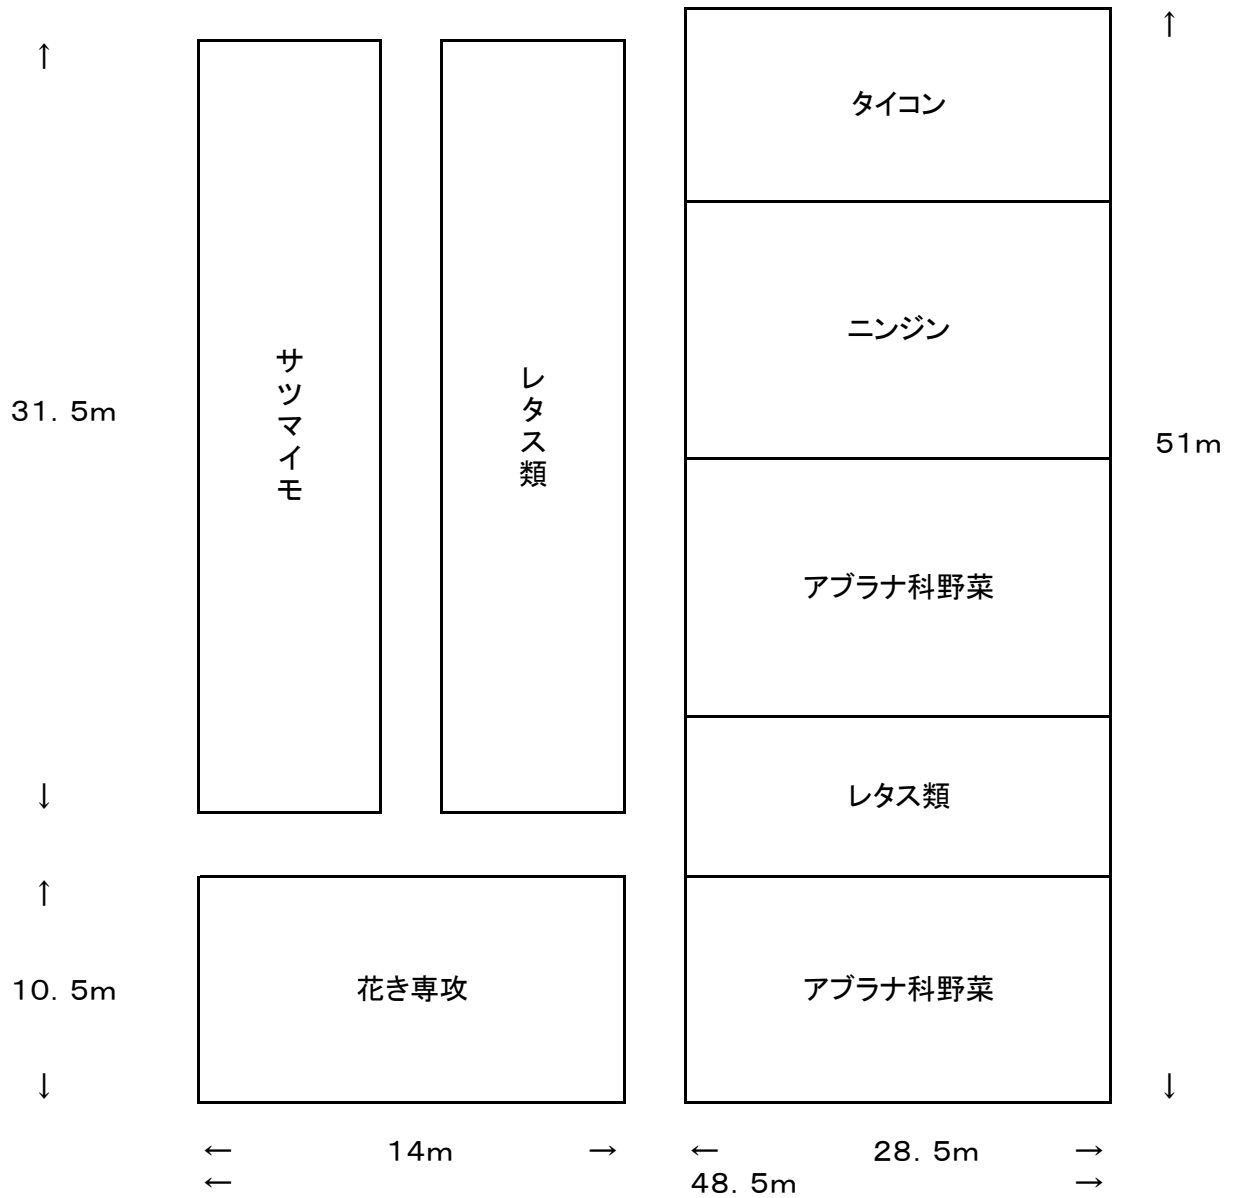 ↑
↑
タイコン
ニンジン
サツマイモ
レタス類
31. 5m
51m
アブラナ科野菜
レタス類
↓
↑
10. 5m
花き専攻
アブラナ科野菜
↓
↓
← 14m →
← 28. 5m →
← 48. 5m →